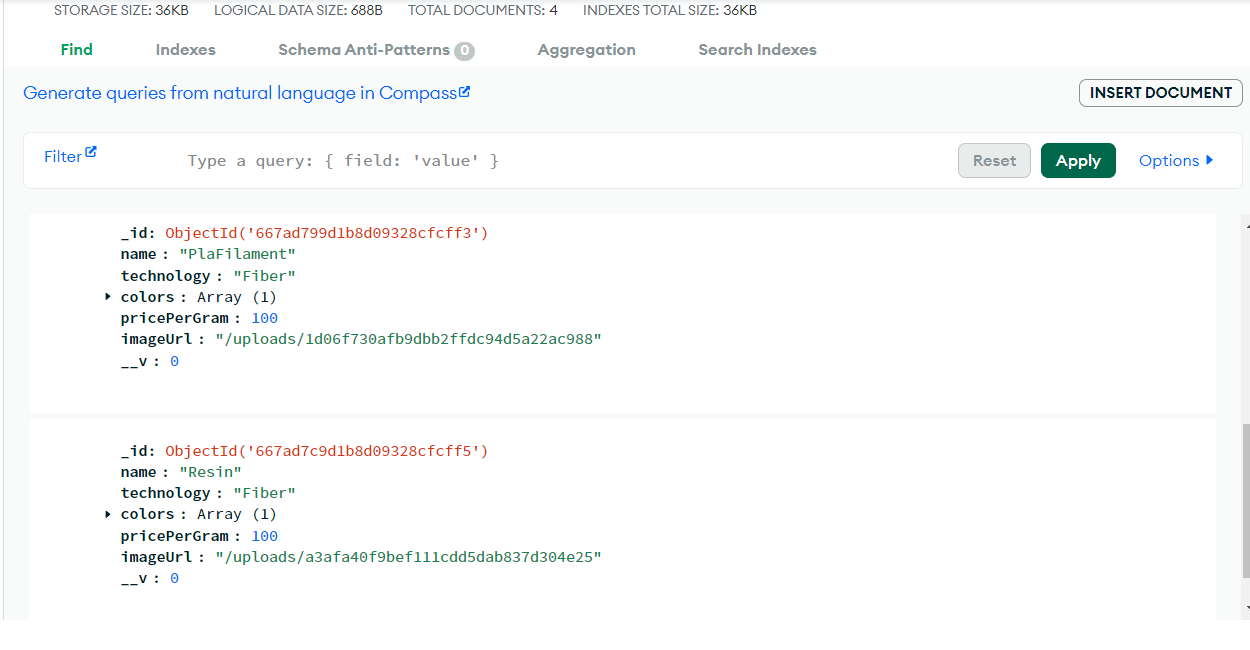 STORAGE SIZE: 36KB LOGICAL DATA SIZE: 688B TOTAL DOCUMENTS: 4 INDEXES TOTAL SIZE: 36KB
Find Indexes Schema Anti-Patterns 0 Aggregation Search Indexes
Generate queries from natural language in Compass
INSERT DOCUMENT
Filter Type a query: { field: 'value' } Reset Apply Options
_id: ObjectId('667ad799d1b8d09328cfcff3')
name : "PlaFilament"
technology : "Fiber"
colors : Array (1)
pricePerGram : 100
imageUrl : "/uploads/1d06f730afb9dbb2ffdc94d5a22ac988"
__v : 0
_id: ObjectId('667ad7c9d1b8d09328cfcff5')
name : "Resin"
technology : "Fiber"
colors : Array (1)
pricePerGram : 100
imageUrl : "/uploads/a3afa40f9bef111cdd5dab837d304e25"
__v : 0